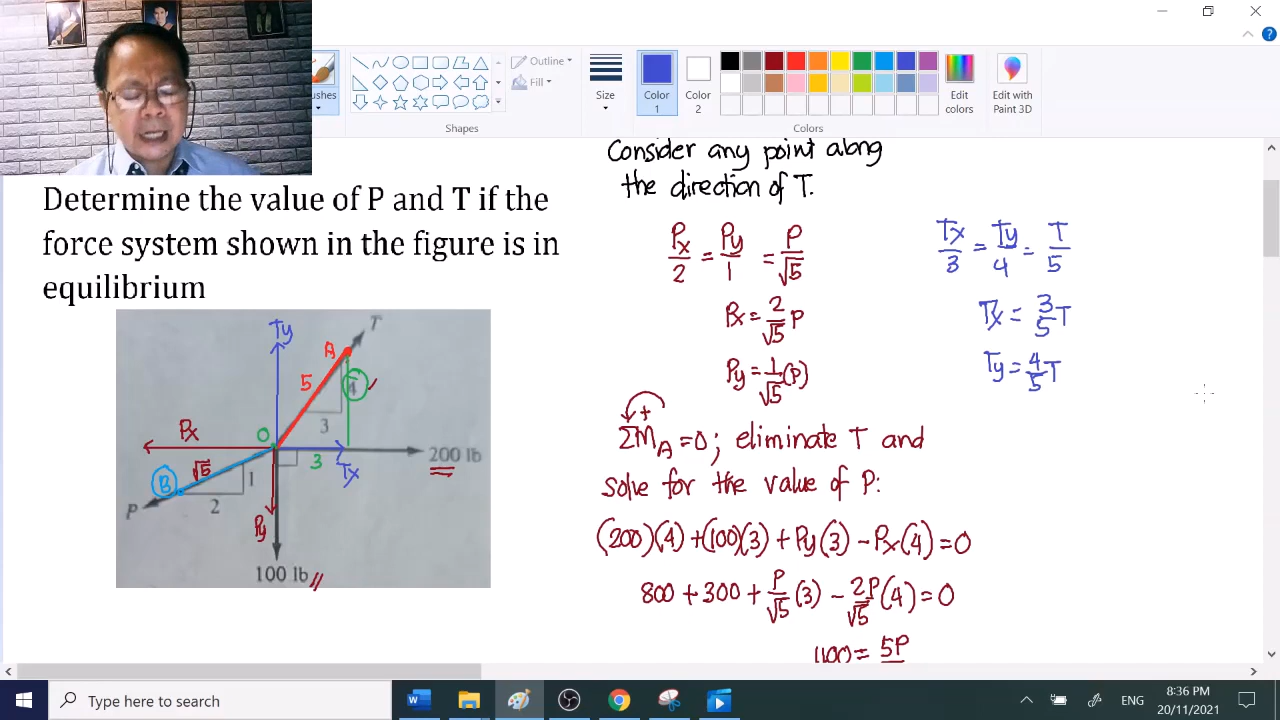 Outline
Fill
Brushes
Size
Color
1
Color
2
Edit
colors
Edit with
Paint 3D
Shapes
Colors
Determine the value of P and T if the
force system shown in the figure is in
equilibrium
Ty
T
A
5
4
3
O
Px
200 lb
√5
3
Tx
B
1
2
P
Py
100 lb
Consider any point along
the direction of T.
Px/2 = Py/1 = P/√5
Px = 2/√5 P
Py = 1/√5 (P)
Tx/3 = Ty/4 = T/5
Tx = 3/5 T
Ty = 4/5 T
+
ΣM_A = 0; eliminate T and
solve for the value of P:
(200)(4) + (100)(3) + Py(3) - Px(4) = 0
800 + 300 + P/√5 (3) - 2P/√5 (4) = 0
1100 = 5P
Type here to search
ENG
8:36 PM
20/11/2021